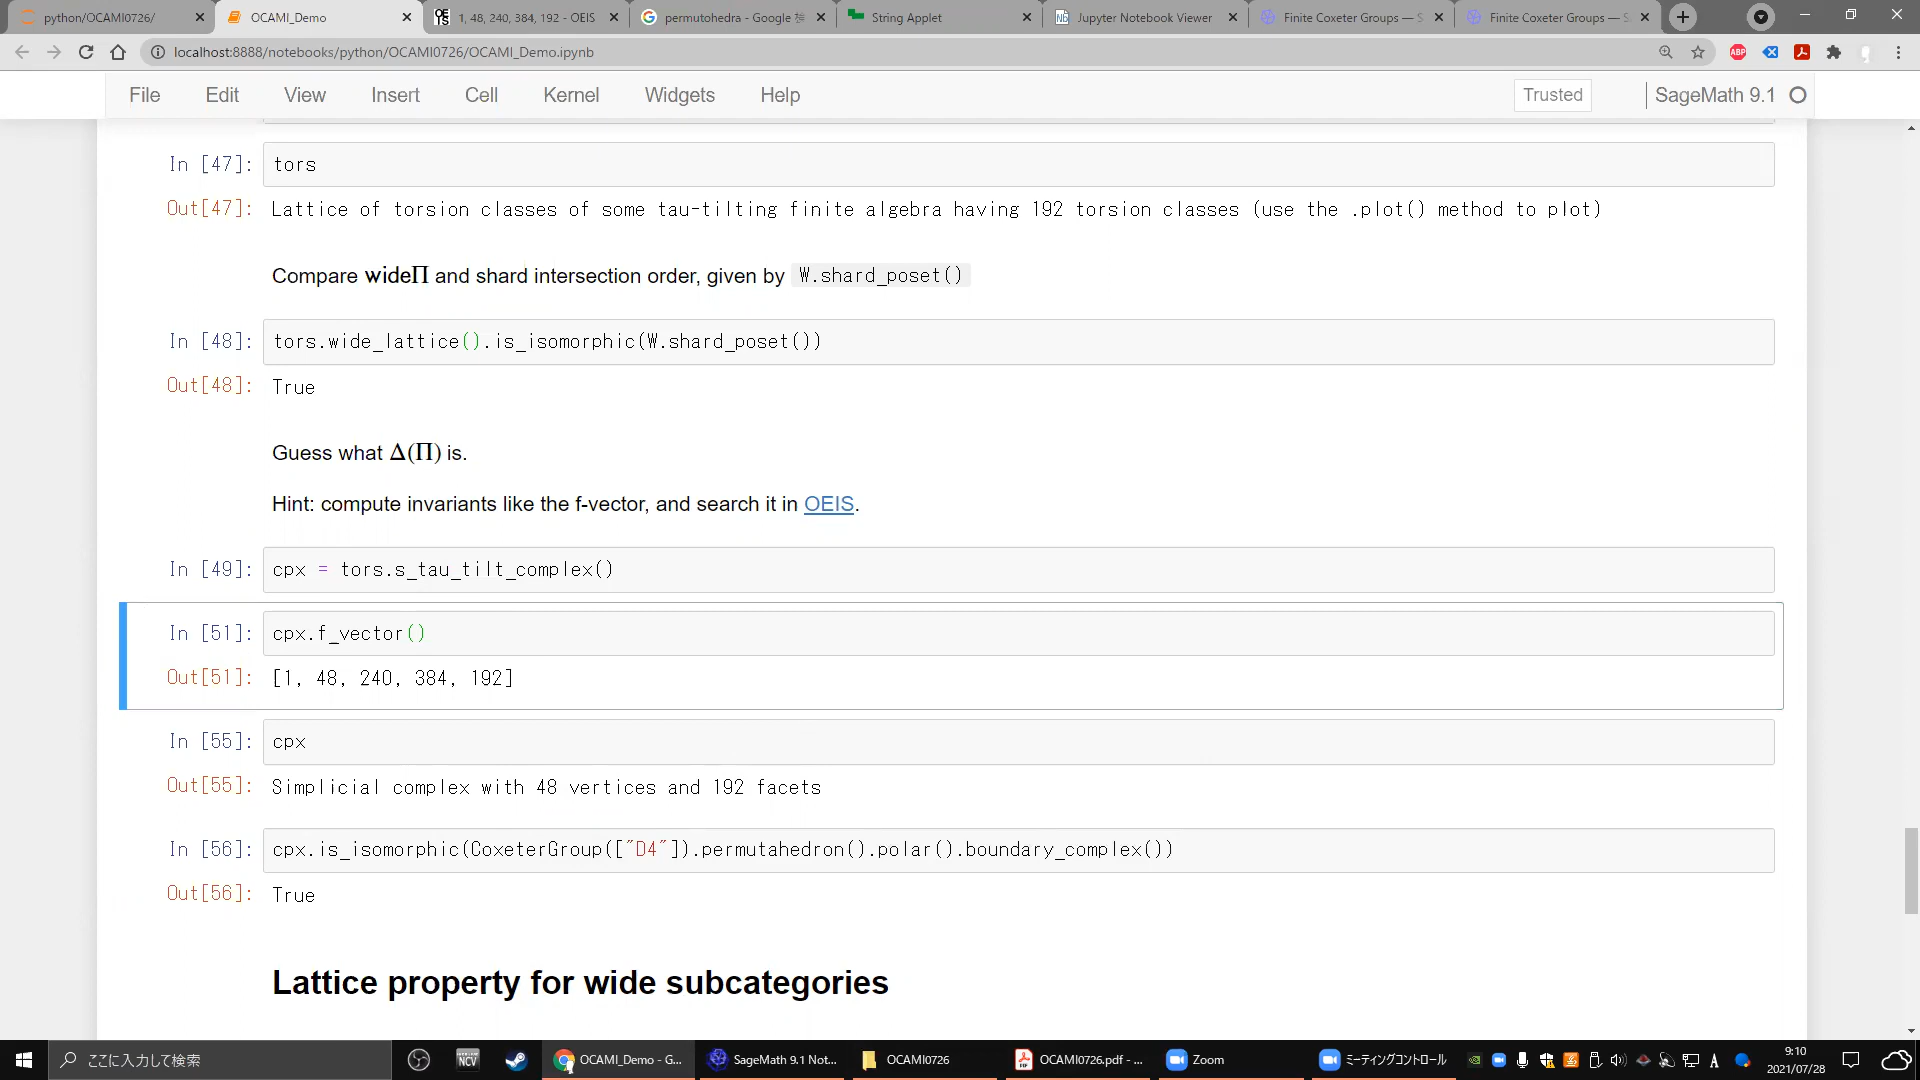 python/OCAMI0726/
OCAMI_Demo
1, 48, 240, 384, 192 - OEIS
permutohedra - Google 検
String Applet
Jupyter Notebook Viewer
Finite Coxeter Groups — S
Finite Coxeter Groups — S
localhost:8888/notebooks/python/OCAMI0726/OCAMI_Demo.ipynb
File Edit View Insert Cell Kernel Widgets Help
Trusted
SageMath 9.1
In [47]: tors
Out[47]: Lattice of torsion classes of some tau-tilting finite algebra having 192 torsion classes (use the .plot() method to plot)
Compare wideΠ and shard intersection order, given by W.shard_poset()
In [48]: tors.wide_lattice().is_isomorphic(W.shard_poset())
Out[48]: True
Guess what Δ(Π) is.
Hint: compute invariants like the f-vector, and search it in OEIS.
In [49]: cpx = tors.s_tau_tilt_complex()
In [51]: cpx.f_vector()
Out[51]: [1, 48, 240, 384, 192]
In [55]: cpx
Out[55]: Simplicial complex with 48 vertices and 192 facets
In [56]: cpx.is_isomorphic(CoxeterGroup(["D4"]).permutahedron().polar().boundary_complex())
Out[56]: True
Lattice property for wide subcategories
ここに入力して検索
NCV
OCAMI_Demo - G...
SageMath 9.1 Not...
OCAMI0726
OCAMI0726.pdf - ...
Zoom
ミーティングコントロール
A
9:10
2021/07/28